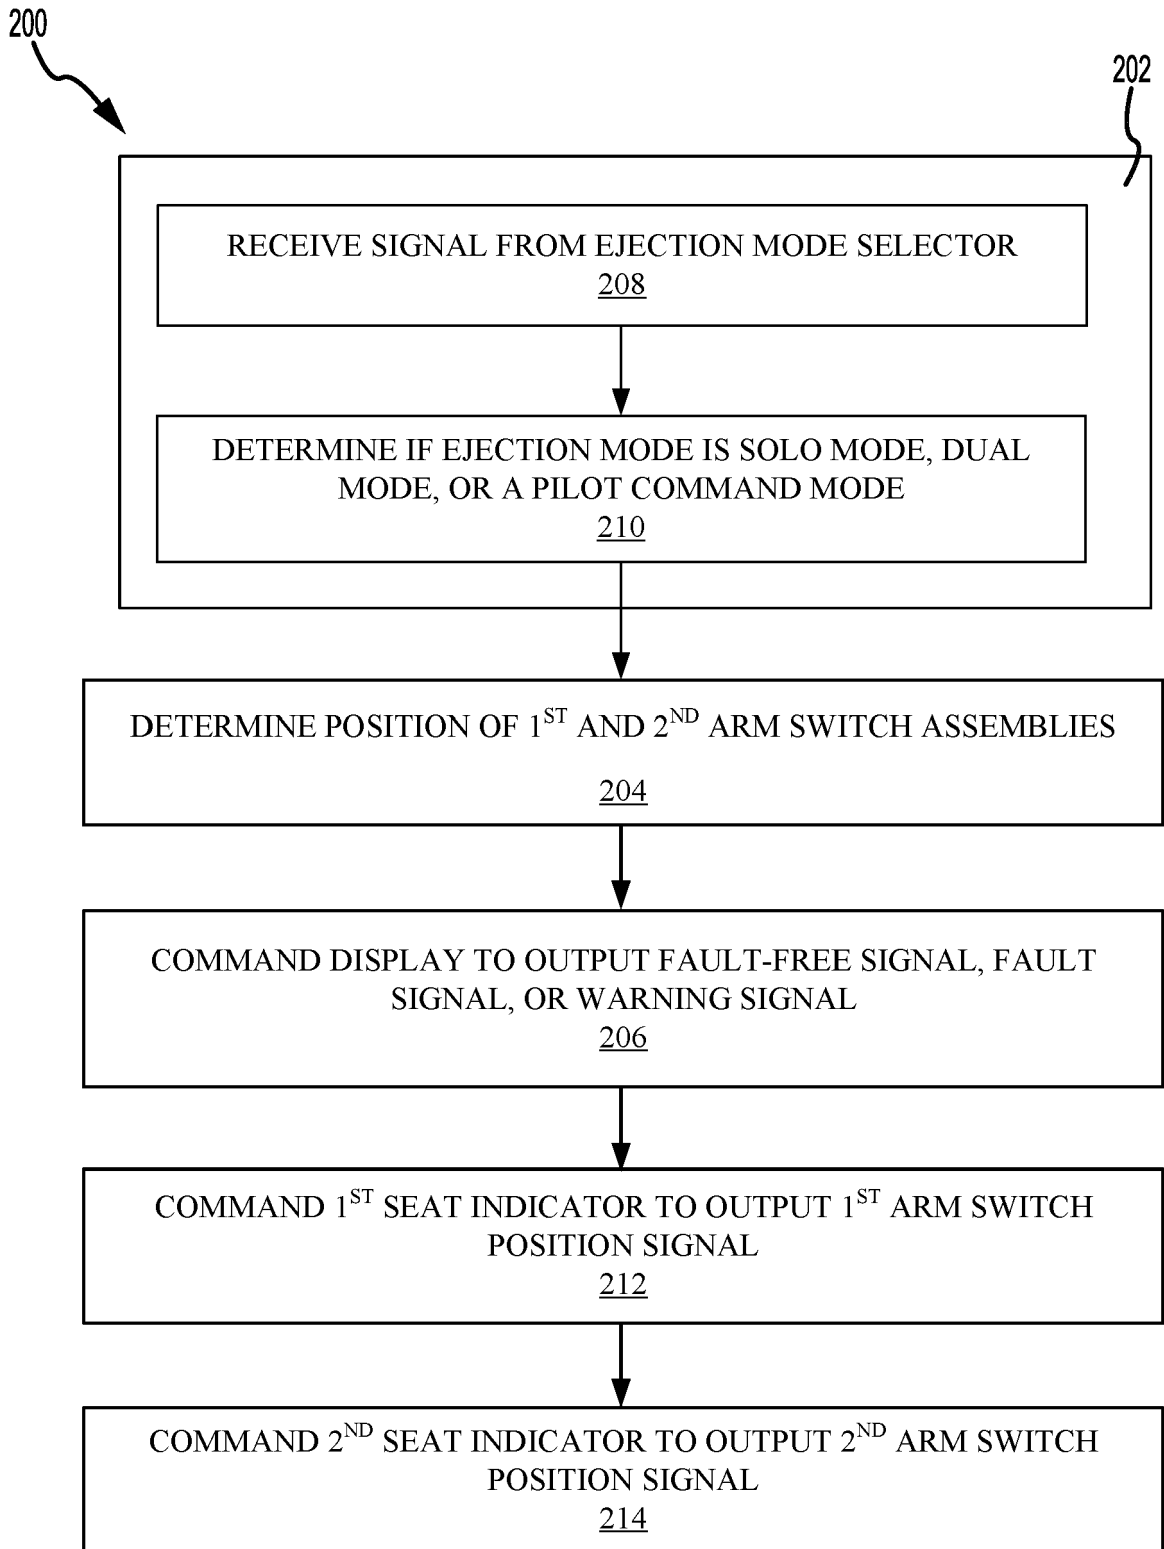 200
202
RECEIVE SIGNAL FROM EJECTION MODE SELECTOR
208
DETERMINE IF EJECTION MODE IS SOLO MODE, DUAL
MODE, OR A PILOT COMMAND MODE
210
DETERMINE POSITION OF 1ST AND 2ND ARM SWITCH ASSEMBLIES
204
COMMAND DISPLAY TO OUTPUT FAULT-FREE SIGNAL, FAULT
SIGNAL, OR WARNING SIGNAL
206
COMMAND 1ST SEAT INDICATOR TO OUTPUT 1ST ARM SWITCH
POSITION SIGNAL
212
COMMAND 2ND SEAT INDICATOR TO OUTPUT 2ND ARM SWITCH
POSITION SIGNAL
214